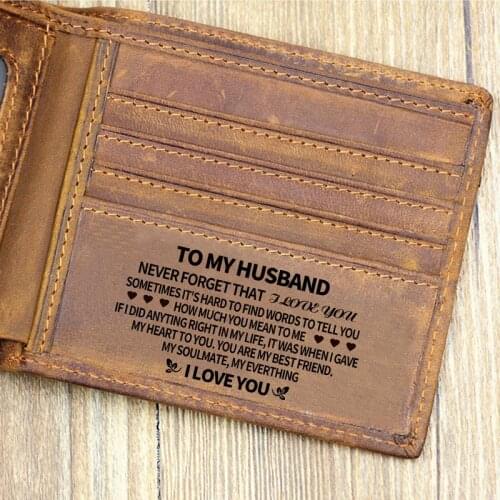 TO MY HUSBAND
NEVER FORGET THAT I LOVE YOU
SOMETIMES IT'S HARD TO FIND WORDS TO TELL YOU
HOW MUCH YOU MEAN TO ME
IF I DID ANYTING RIGHT IN MY LIFE, IT WAS WHEN I GAVE
MY HEART TO YOU. YOU ARE MY BEST FRIEND.
MY SOULMATE, MY EVERTHING
I LOVE YOU